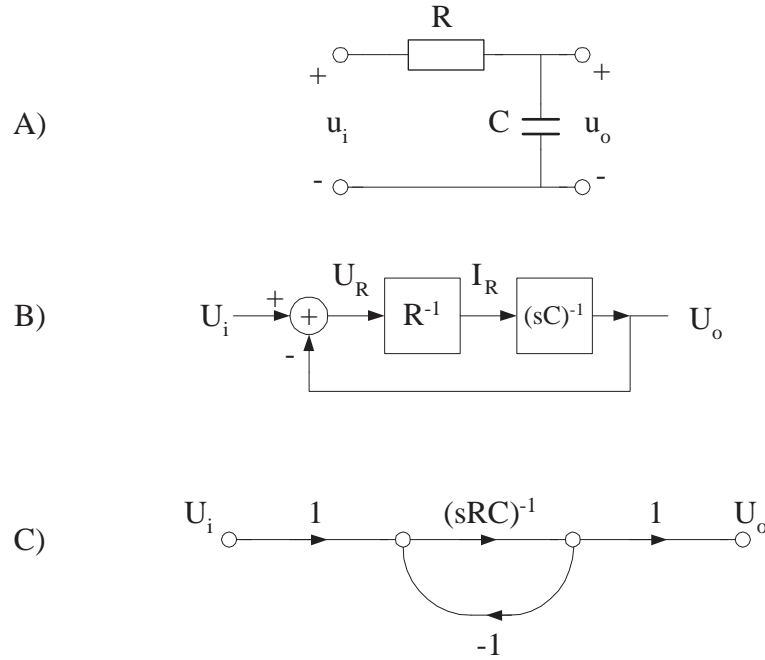 R
A)
+ +
u_i C u_o
- -
U_R I_R
B)
U_i + + R^-1 (sC)^-1 U_o
-
C)
U_i 1 (sRC)^-1 1 U_o
-1